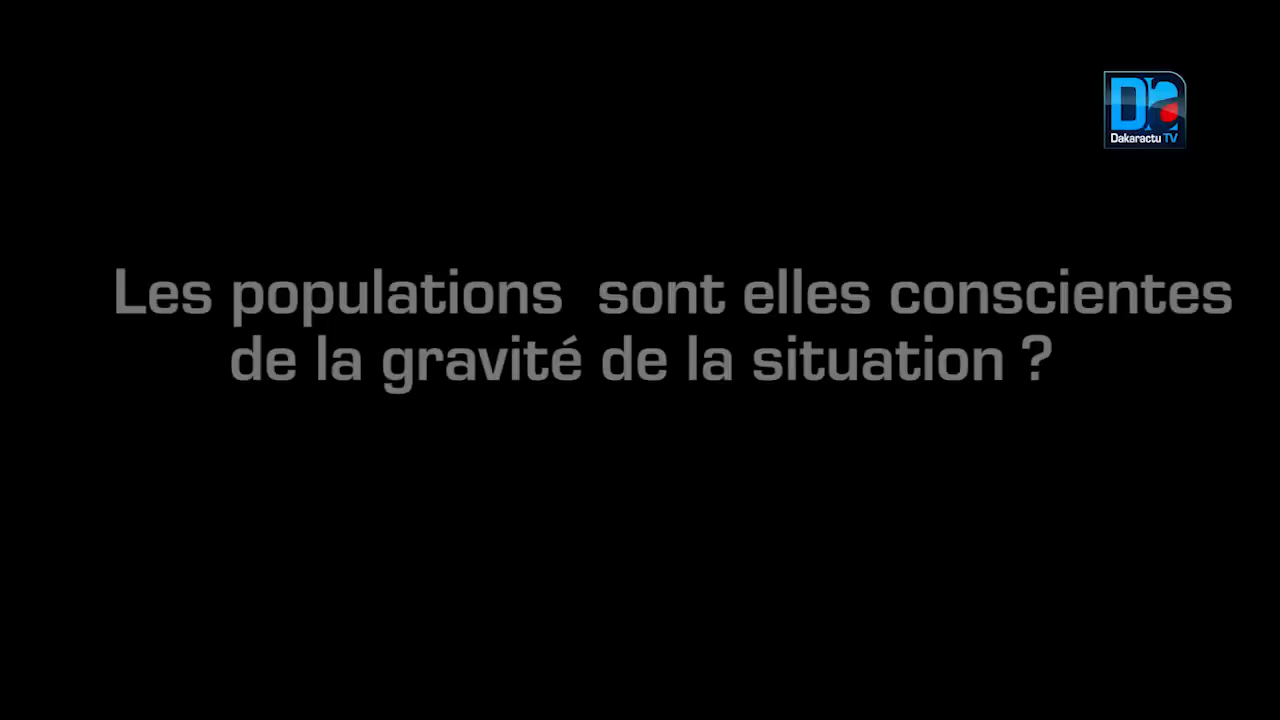 Dakaractu TV
Les populations  sont elles conscientes
de la gravité de la situation ?